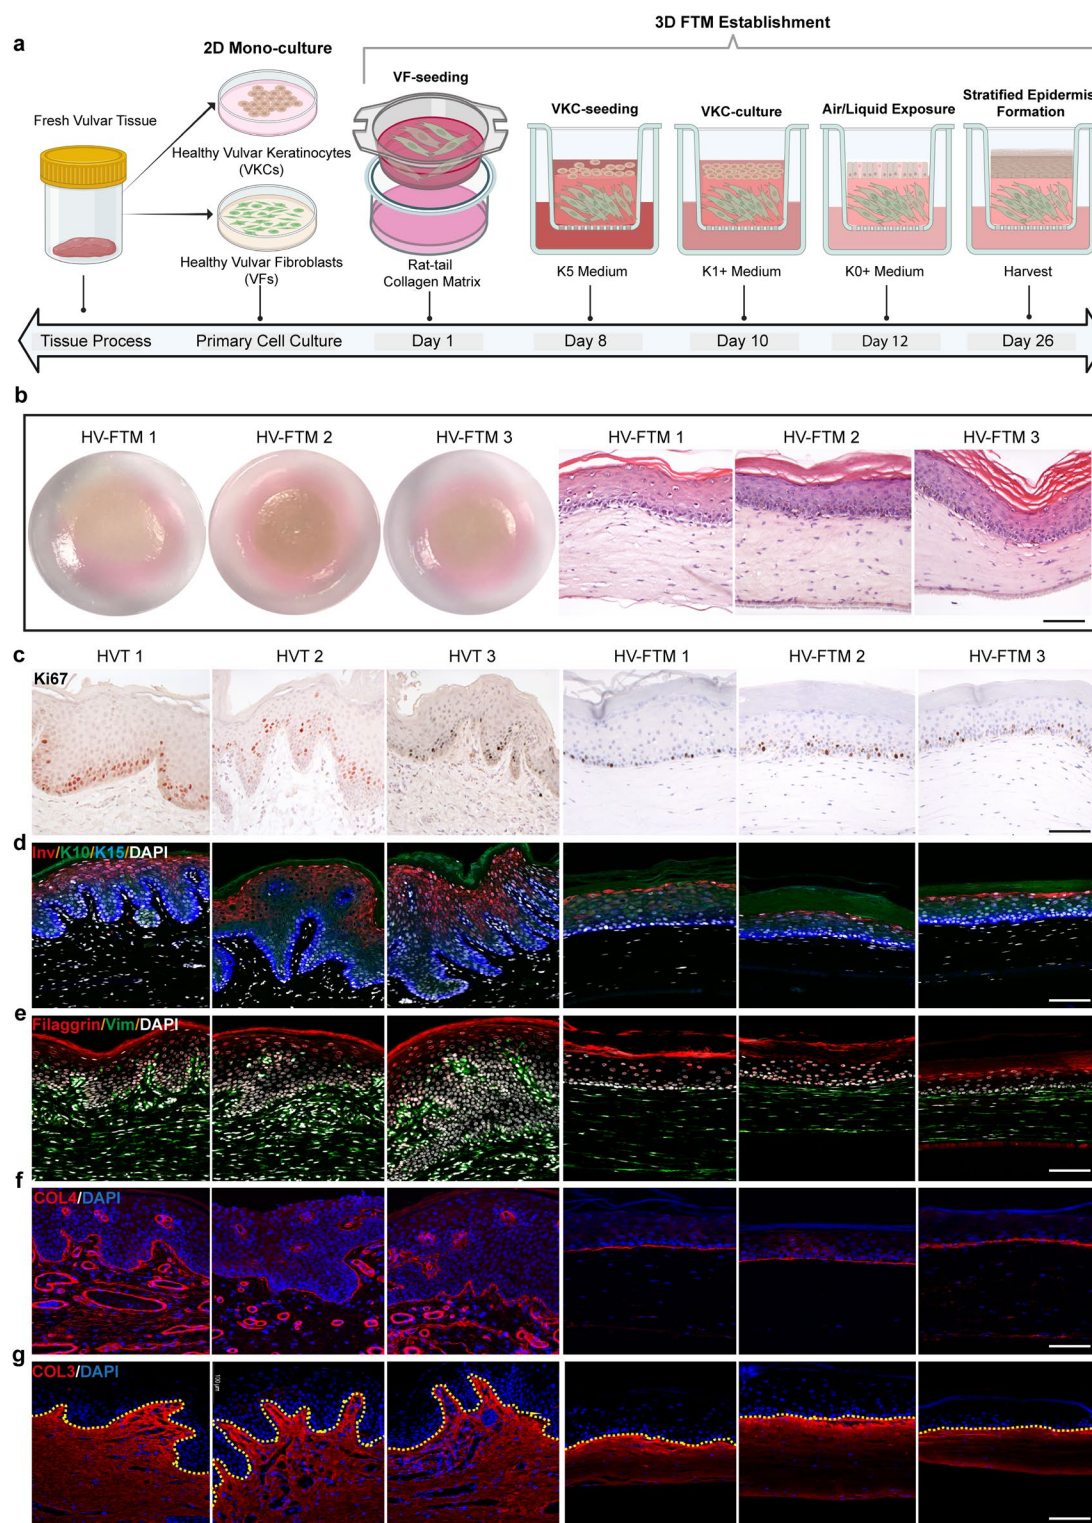 3D FTM Establishment
a
2D Mono-culture
VF-seeding
VKC-seeding
VKC-culture
Air/Liquid Exposure
Stratified Epidermis
Formation
Fresh Vulvar Tissue
Healthy Vulvar Keratinocytes
(VKCs)
Healthy Vulvar Fibroblasts
(VFs)
Rat-tail
Collagen Matrix
K5 Medium
K1+ Medium
K0+ Medium
Harvest
Tissue Process
Primary Cell Culture
Day 1
Day 8
Day 10
Day 12
Day 26
b
HV-FTM 1
HV-FTM 2
HV-FTM 3
HV-FTM 1
HV-FTM 2
HV-FTM 3
c
HVT 1
HVT 2
HVT 3
HV-FTM 1
HV-FTM 2
HV-FTM 3
Ki67
d
Inv/K10/K15/DAPI
e
Filaggrin/Vim/DAPI
f
COL4/DAPI
g
COL3/DAPI
100 µm